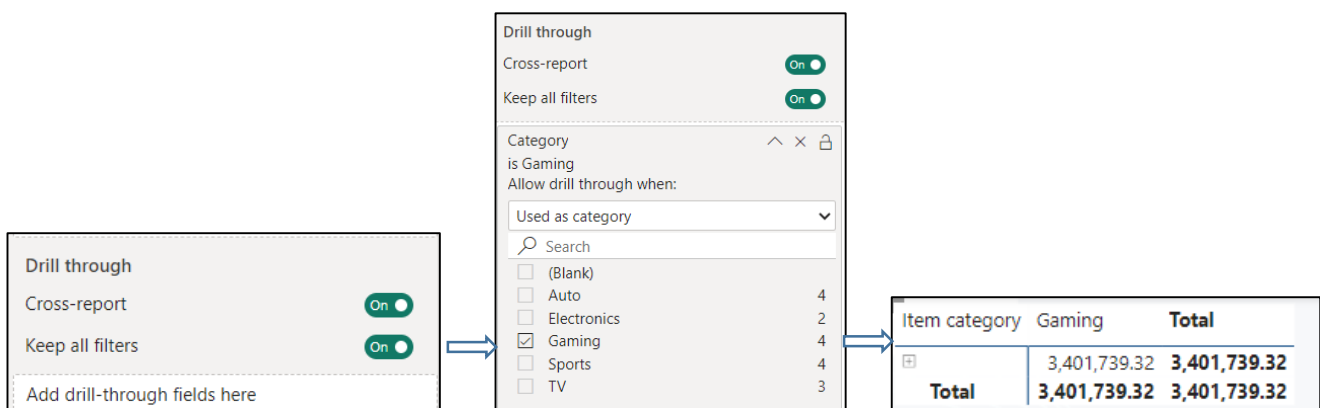 Drill through
Cross-report On
Keep all filters On
Add drill-through fields here
Drill through
Cross-report On
Keep all filters On
Category
is Gaming
Allow drill through when:
Used as category
Search
(Blank)
Auto 4
Electronics 2
Gaming 4
Sports 4
TV 3
Item category Gaming Total
3,401,739.32 3,401,739.32
Total 3,401,739.32 3,401,739.32